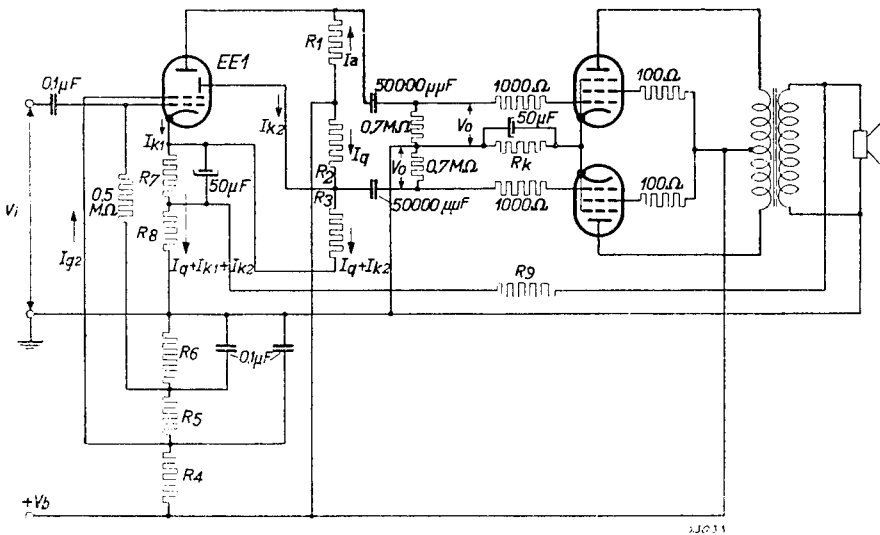 EE1
R1
Ia
0,1µF
50000µµF
1000Ω
100Ω
Ik1
Ik2
0,7MΩ
Vo
50µF
Iq
R2
R3
Vo
0,7MΩ
Rk
R7
50µF
0,5
MΩ
Vi
R8
50000µµF
1000Ω
100Ω
Ig2
Iq+Ik1+Ik2
Iq+Ik2
R9
R6
0,1µF
R5
R4
+Vb